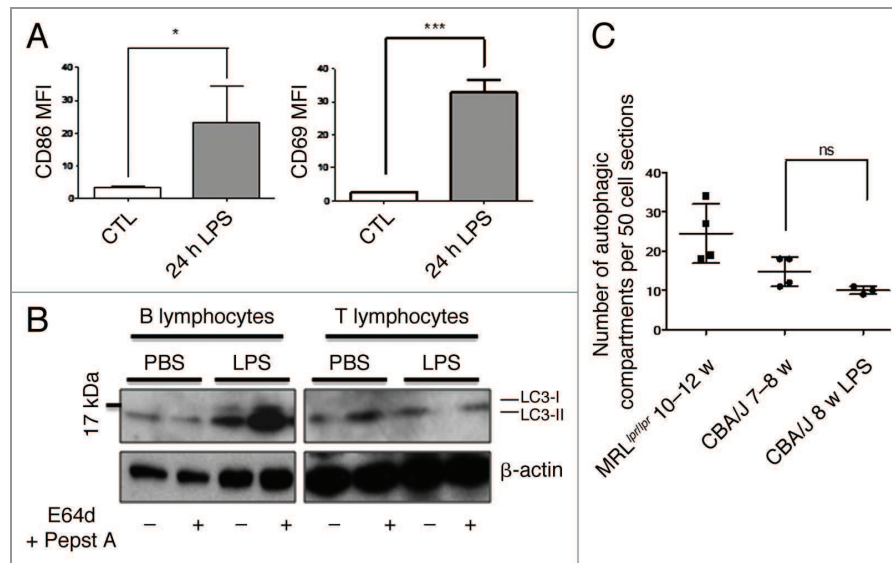 A
*
CD86 MFI
40
30
20
10
0
CTL
24 h LPS
***
CD69 MFI
40
30
20
10
0
CTL
24 h LPS
B
B lymphocytes
T lymphocytes
PBS
LPS
PBS
LPS
17 kDa
LC3-I
LC3-II
β-actin
E64d
+ Pepst A
– + – +
– + – +
C
ns
Number of autophagic
compartments per 50 cell sections
40
30
20
10
0
MRL lpr/lpr 10–12 w
CBA/J 7–8 w
CBA/J 8 w LPS